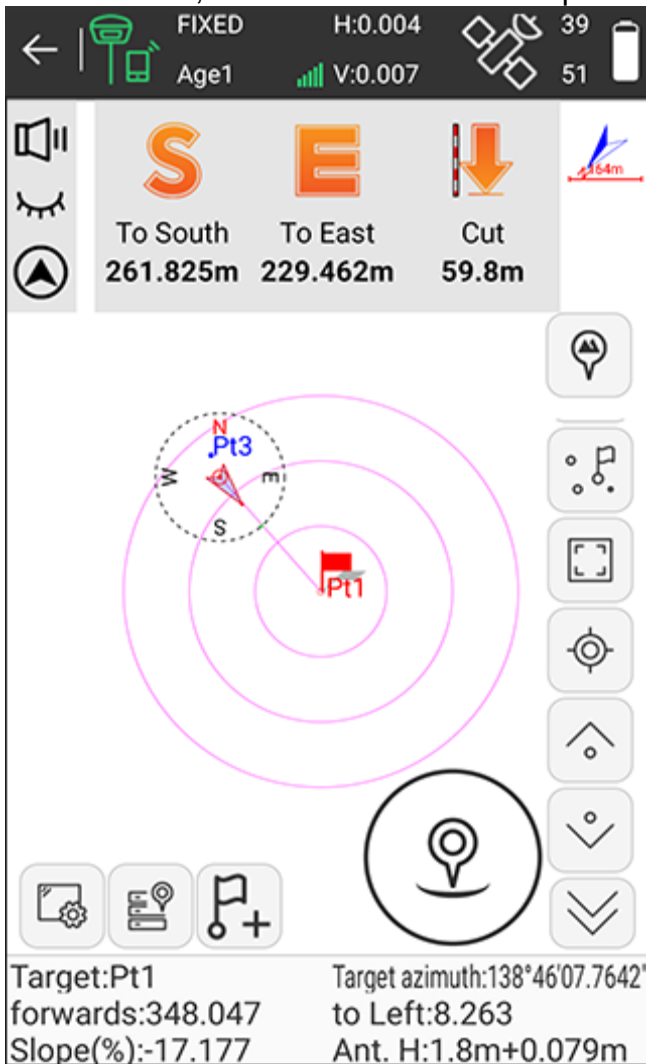 FIXED H:0.004 39
Age1 V:0.007 51
S E
To South To East Cut
261.825m 229.462m 59.8m
164m
N
Pt3
W E
S
Pt1
Target:Pt1 Target azimuth:138°46'07.7642"
forwards:348.047 to Left:8.263
Slope(%):-17.177 Ant. H:1.8m+0.079m